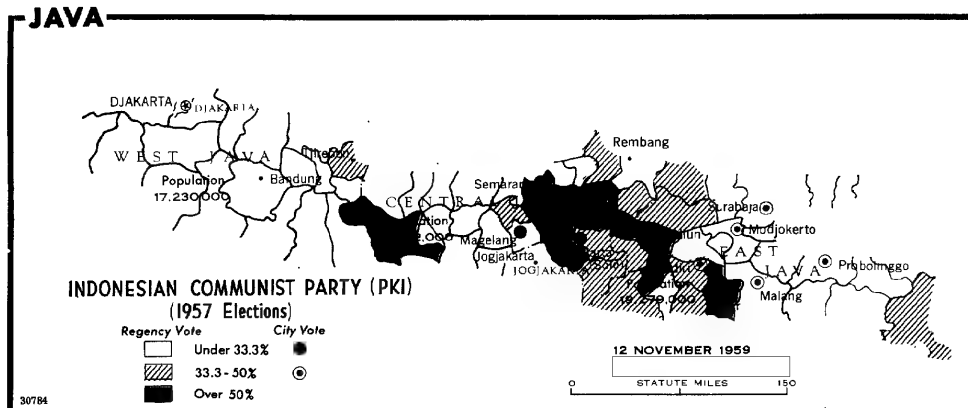 JAVA
DJAKARTA
DJAKARTA
Rembang
WEST JAVA
Bandung
Population
17.230.000
Semarang
CENTRAL
Surabaja
Modjokerto
Magelang
Jogjakarta
JOGJAKARTA
EAST
JAVA
Probolinggo
Malang
INDONESIAN COMMUNIST PARTY (PKI)
(1957 Elections)
Regency Vote
City Vote
Under 33.3%
33.3 - 50%
Over 50%
12 NOVEMBER 1959
0 STATUTE MILES 150
30784